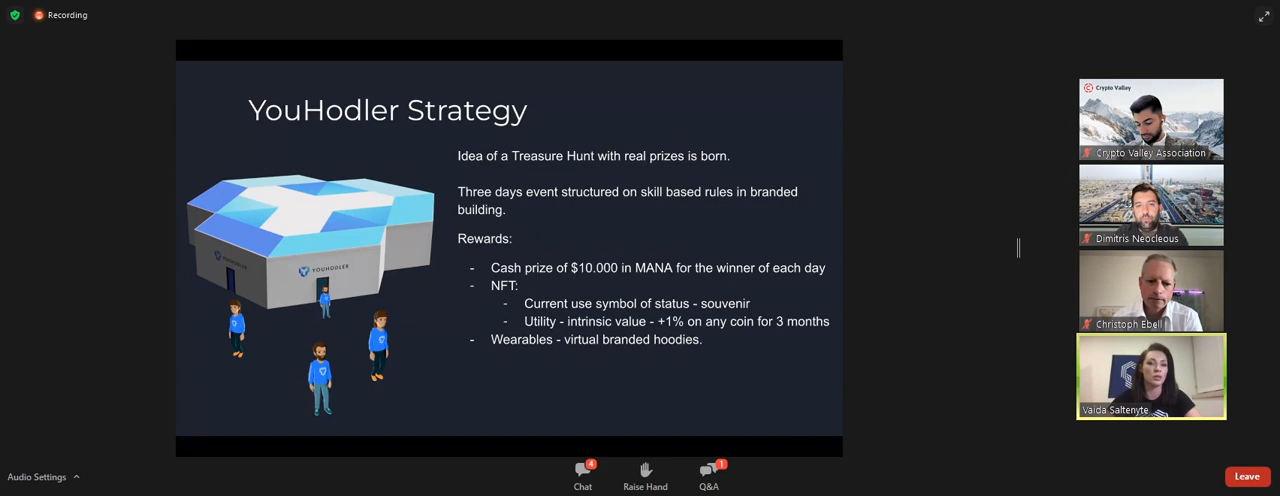 Recording
YouHodler Strategy
Idea of a Treasure Hunt with real prizes is born.
Three days event structured on skill based rules in branded
building.
Rewards:
- Cash prize of $10.000 in MANA for the winner of each day
- NFT:
- Current use symbol of status - souvenir
- Utility - intrinsic value - +1% on any coin for 3 months
- Wearables - virtual branded hoodies.
YOUHODLER
YOUHODLER
Crypto Valley
Crypto Valley Association
Dimitris Neocleous
Christoph Ebell
Vaida Saltenyte
Audio Settings
4
Chat
Raise Hand
1
Q&A
Leave